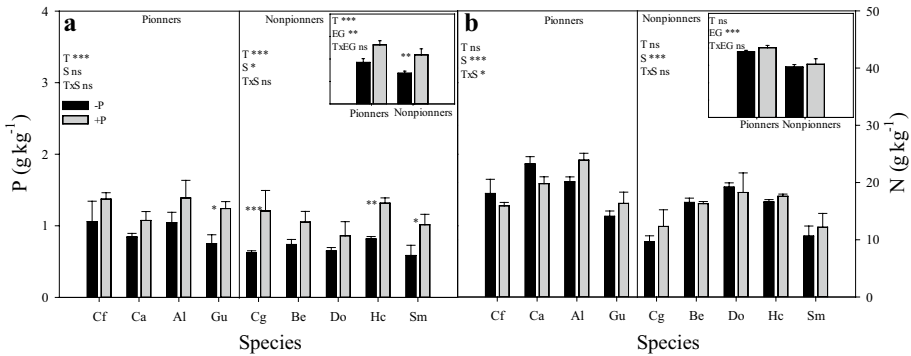 a
Pionners
Nonpionners
T ***
S ns
TxS ns
T ***
S *
TxS ns
T ***
EG **
TxEG ns
**
Pionners
Nonpionners
-P
+P
*
***
**
*
P (g kg-1)
4
3
2
1
0
Cf Ca Al Gu Cg Be Do Hc Sm
Species
b
Pionners
Nonpionners
T ns
S ***
TxS *
T ns
S ***
TxS ns
T ns
EG ***
TxEG ns
Pionners Nonpionners
50
40
30
20
10
0
N (g kg-1)
Cf Ca Al Gu Cg Be Do Hc Sm
Species